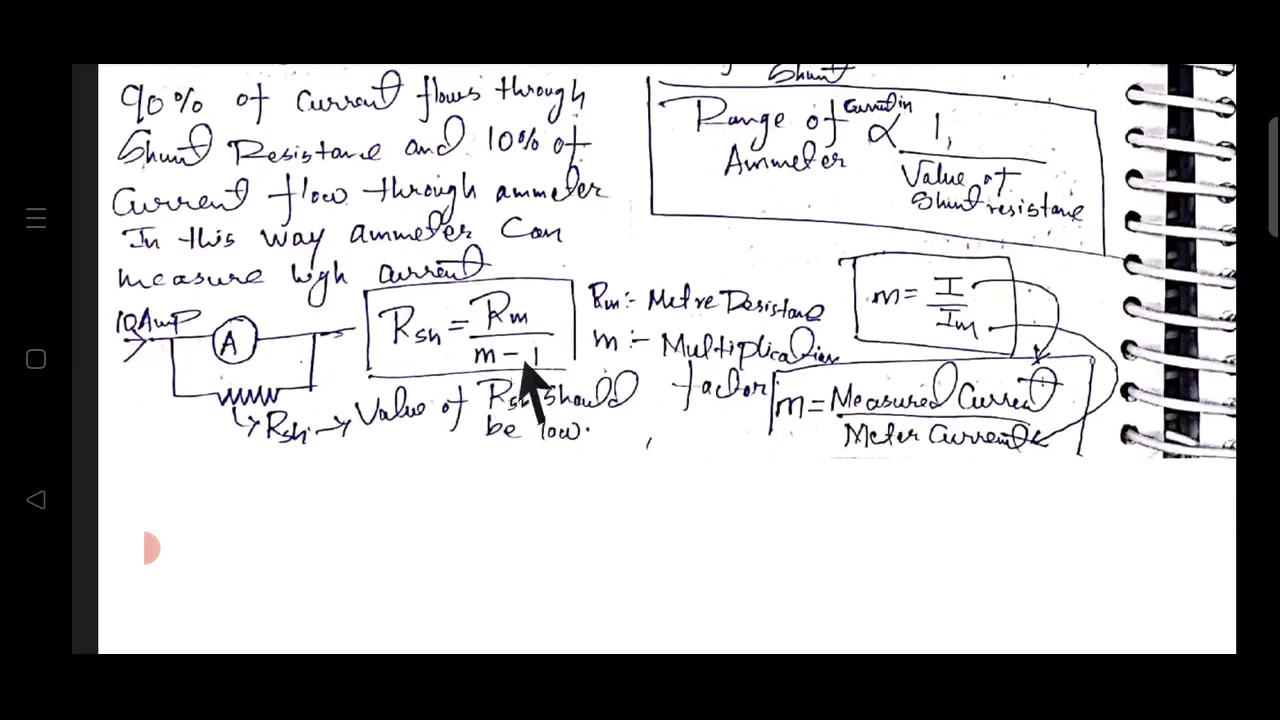 90% of Current flows through
Shunt Resistance and 10% of
Current flow through ammeter
In this way ammeter Can
measure high current
Shunt
Range of Current in
Ammeter ∝ 1
Value of
Shunt resistance
10 Amp
A
Rsh
Rsh = Rm
m - 1
Value of Rsh should
be low.
Rm :- Metre Resistance
m :- Multiplication
factor
m = I
Im
m = Measured Current
Meter Current